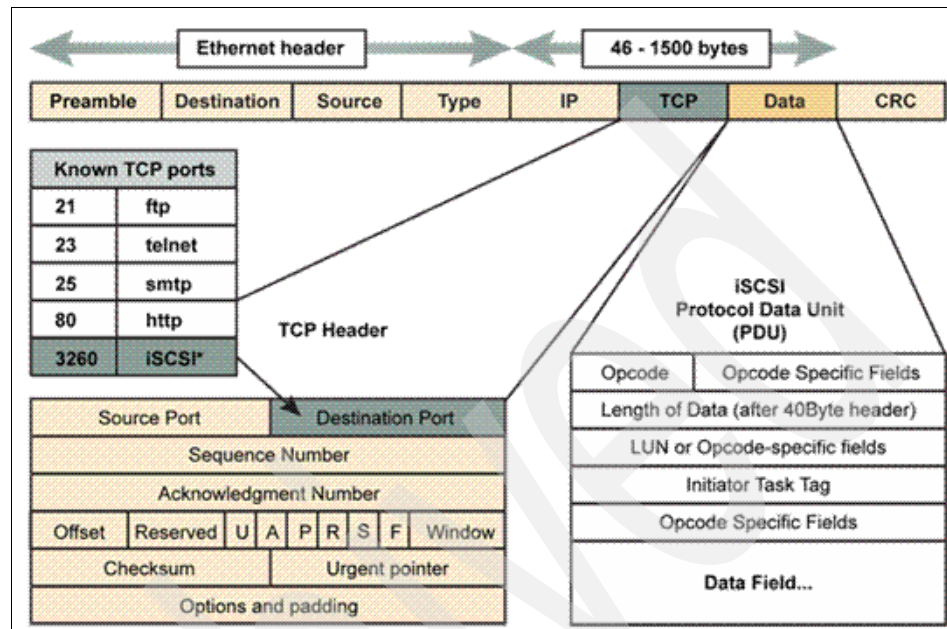 Ethernet header 46 - 1500 bytes
Preamble Destination Source Type IP TCP Data CRC
Known TCP ports
21 ftp
23 telnet
25 smtp
80 http
3260 iSCSI*
TCP Header
Source Port Destination Port
Sequence Number
Acknowledgment Number
Offset Reserved U A P R S F Window
Checksum Urgent pointer
Options and padding
iSCSI
Protocol Data Unit
(PDU)
Opcode Opcode Specific Fields
Length of Data (after 40Byte header)
LUN or Opcode-specific fields
Initiator Task Tag
Opcode Specific Fields
Data Field...